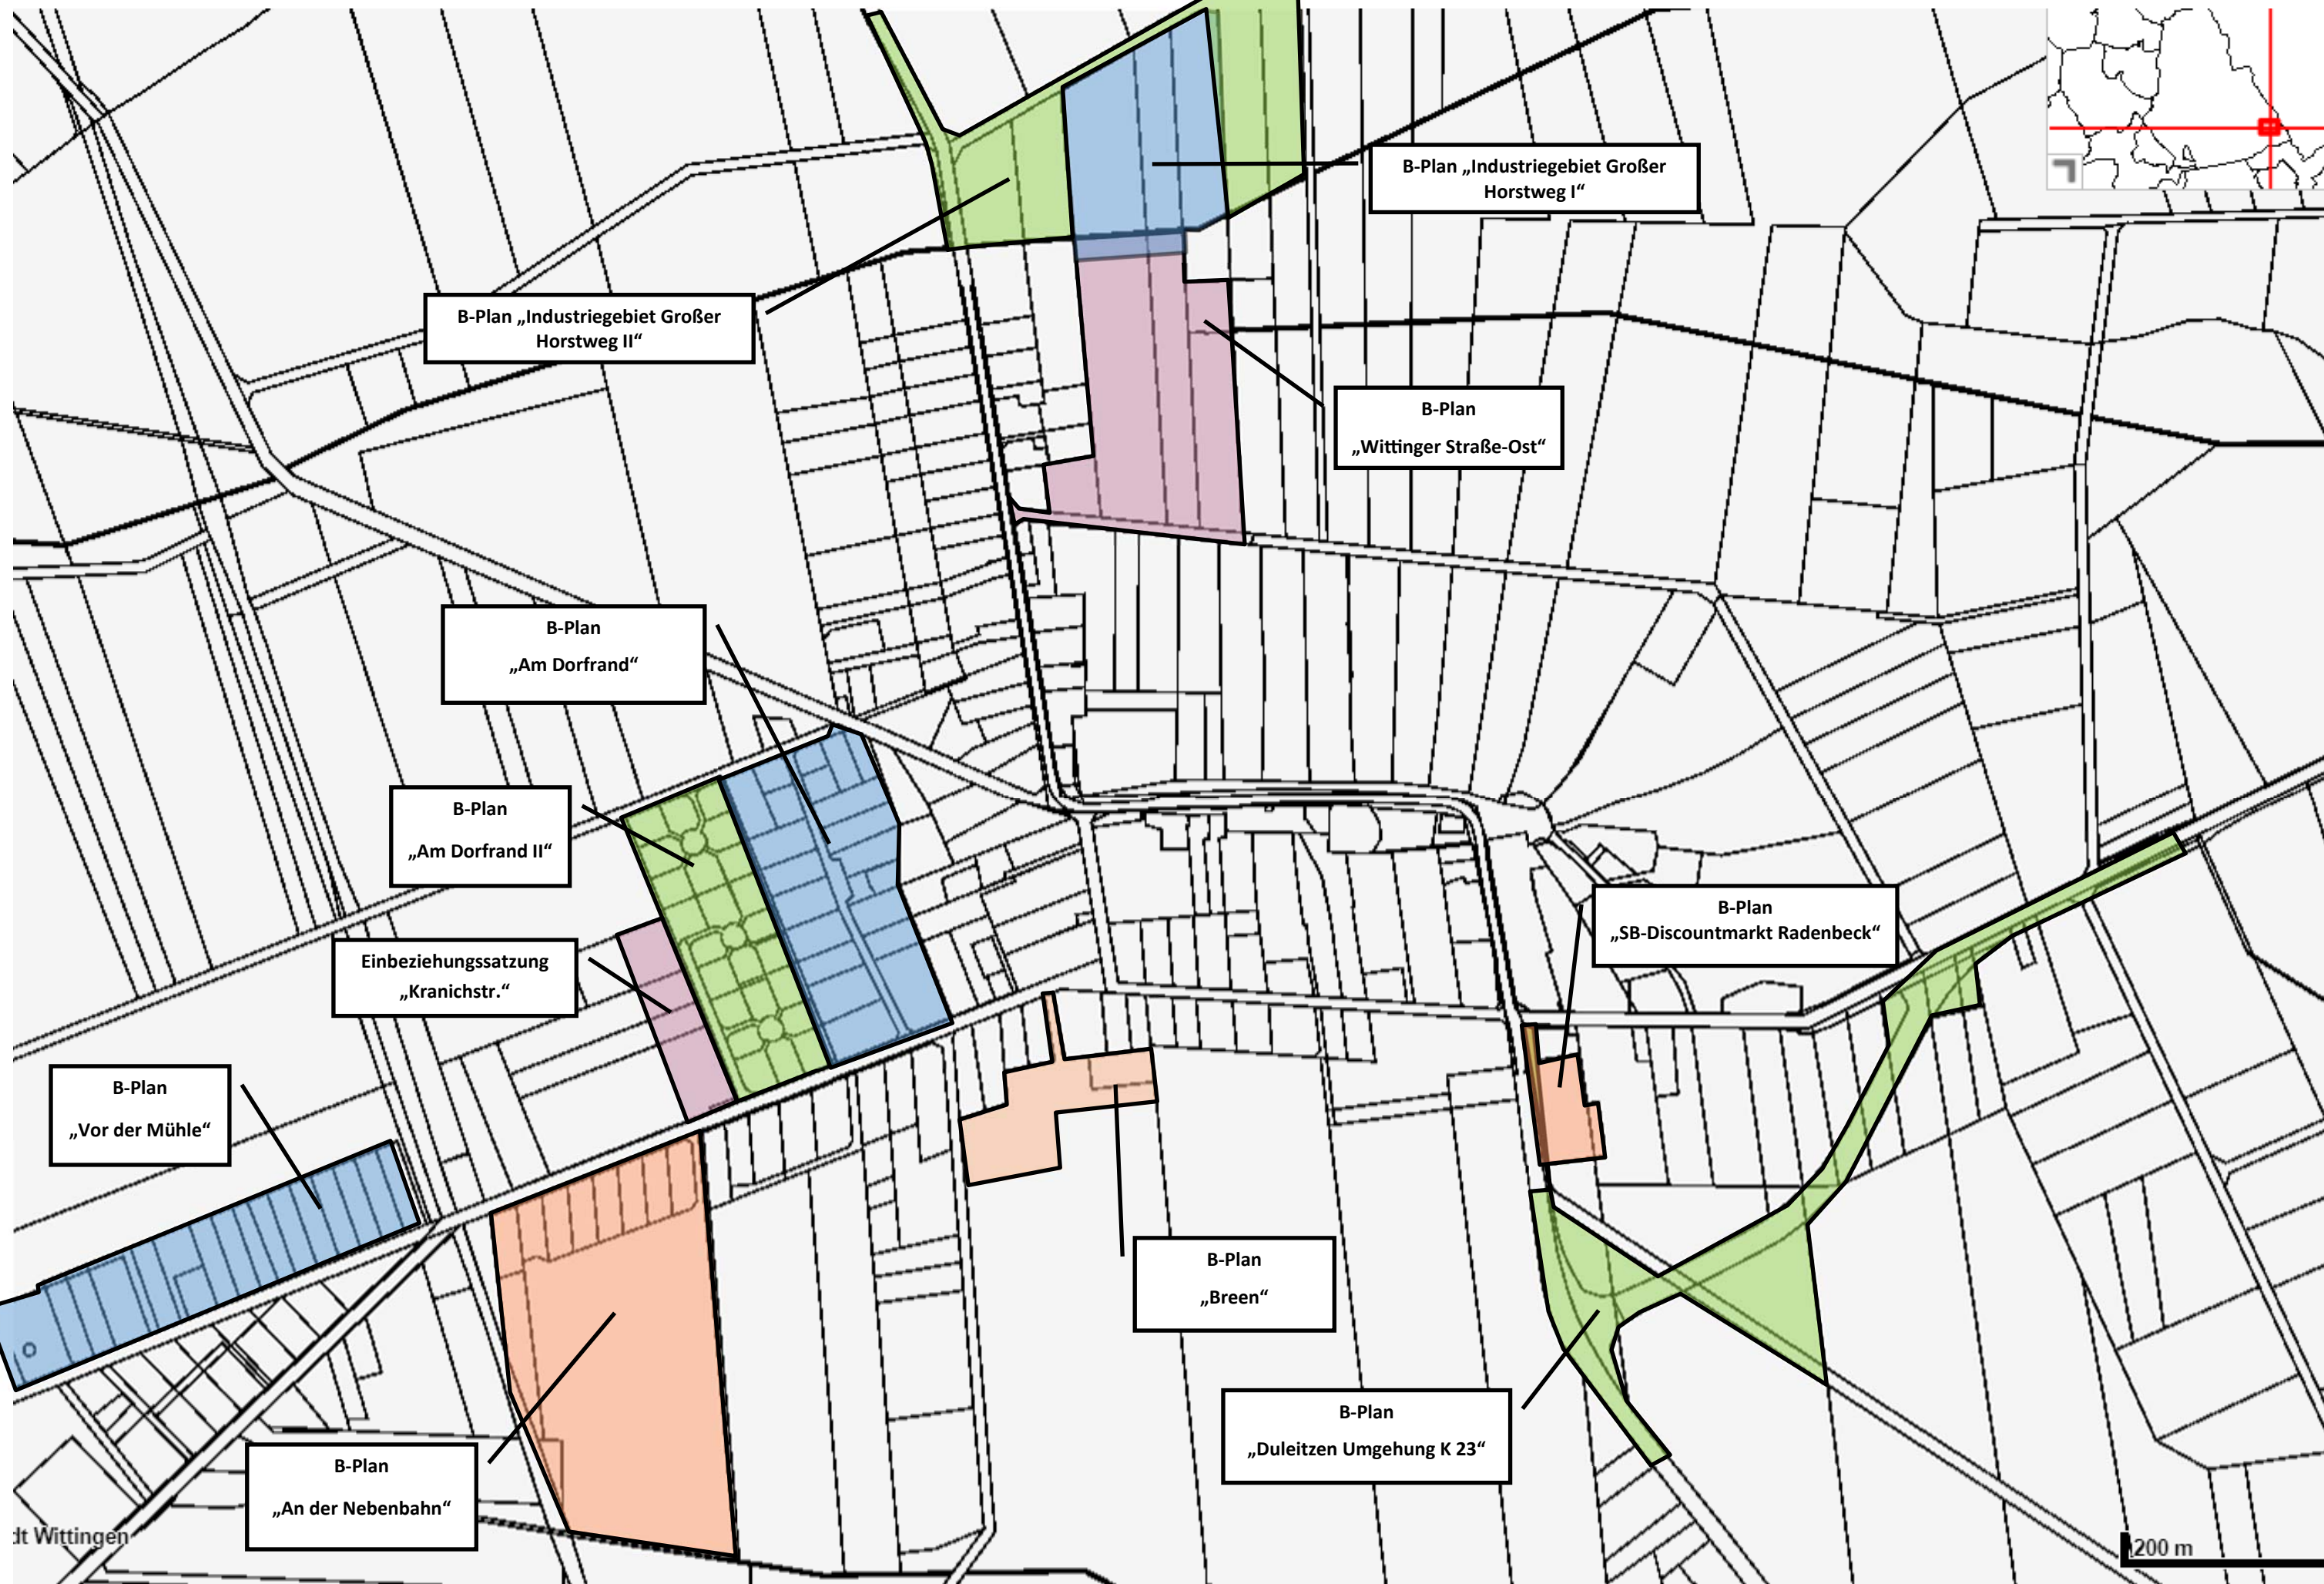 B-Plan „Industriegebiet Großer
Horstweg I“
B-Plan „Industriegebiet Großer
Horstweg II“
B-Plan
„Wittinger Straße-Ost“
B-Plan
„Am Dorfrand“
B-Plan
„Am Dorfrand II“
B-Plan
„SB-Discountmarkt Radenbeck“
Einbeziehungssatzung
„Kranichstr.“
B-Plan
„Vor der Mühle“
B-Plan
„Breen“
B-Plan
„Duleitzen Umgehung K 23“
B-Plan
„An der Nebenbahn“
dt Wittingen
200 m